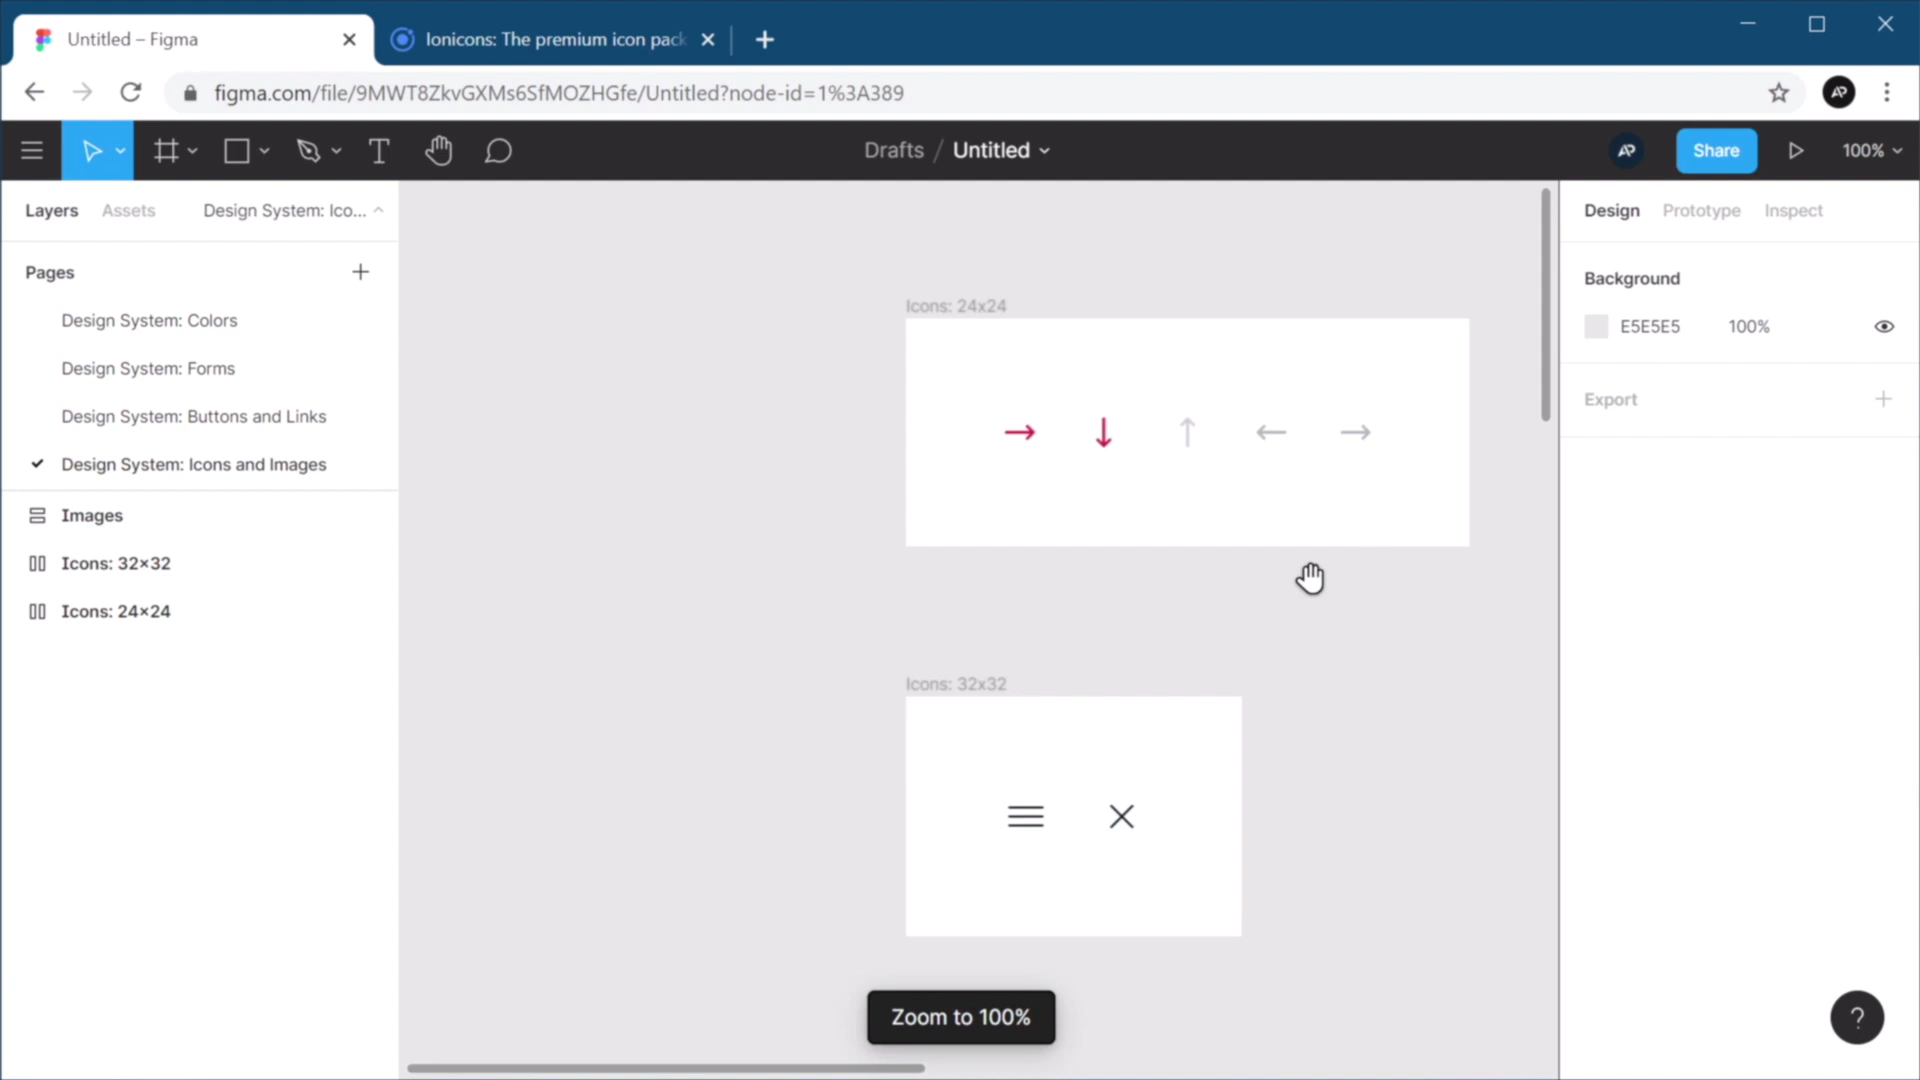 Untitled – Figma
Ionicons: The premium icon pack
figma.com/file/9MWT8ZkvGXMs6SfMOZHGfe/Untitled?node-id=1%3A389
AP
Drafts / Untitled
AP
Share
100%
Layers
Assets
Design System: Ico...
Design
Prototype
Inspect
Pages
Design System: Colors
Design System: Forms
Design System: Buttons and Links
Design System: Icons and Images
Images
Icons: 32×32
Icons: 24×24
Icons: 24x24
Icons: 32x32
Background
E5E5E5 100%
Export
Zoom to 100%
?